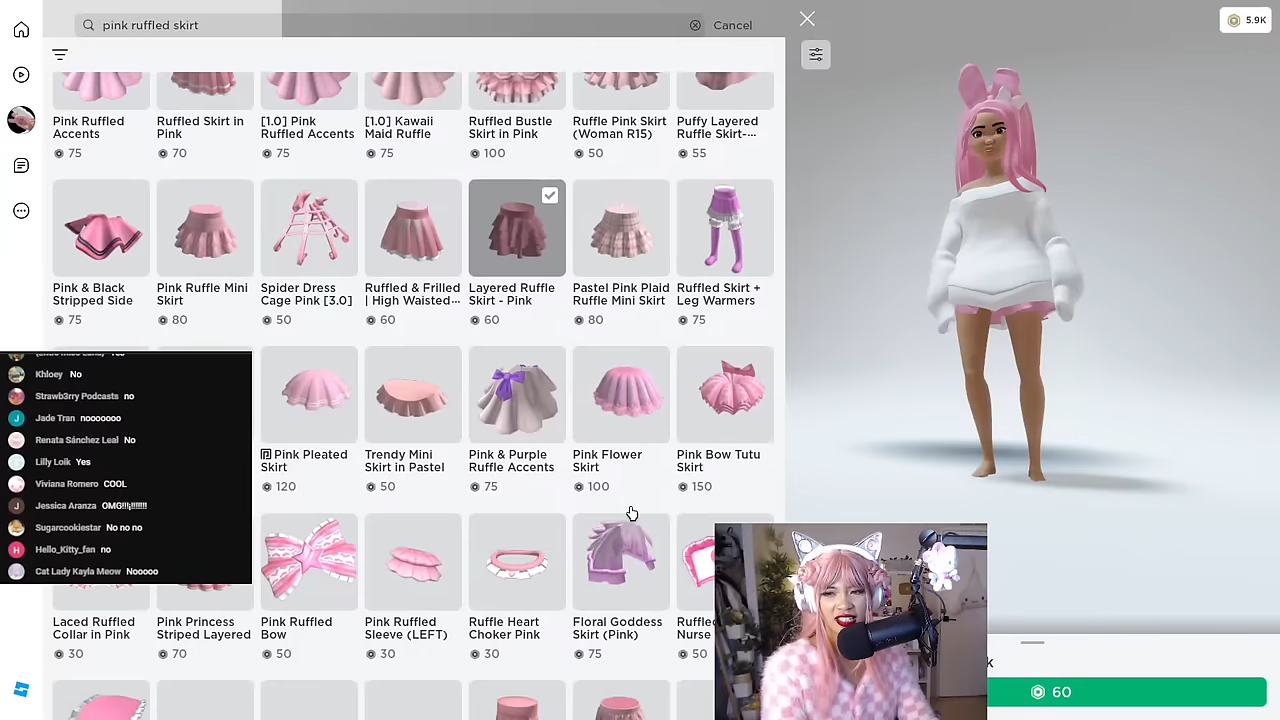 pink ruffled skirt
Cancel
5.9K
Pink Ruffled
Accents
75
Ruffled Skirt in
Pink
70
[1.0] Pink
Ruffled Accents
75
[1.0] Kawaii
Maid Ruffle
75
Ruffled Bustle
Skirt in Pink
100
Ruffle Pink Skirt
(Woman R15)
50
Puffy Layered
Ruffle Skirt-...
55
Pink & Black
Stripped Side
75
Pink Ruffle Mini
Skirt
80
Spider Dress
Cage Pink [3.0]
50
Ruffled & Frilled
| High Waisted...
60
Layered Ruffle
Skirt - Pink
60
Pastel Pink Plaid
Ruffle Mini Skirt
80
Ruffled Skirt +
Leg Warmers
75
Khloey No
Strawb3rry Podcasts no
Jade Tran nooooooo
Renata Sánchez Leal No
Lilly Loik Yes
Viviana Romero COOL
Jessica Aranza OMG!!!¡!!!!!!!
Sugarcookiestar No no no
Hello_Kitty_fan no
Cat Lady Kayla Meow Nooooo
Pink Pleated
Skirt
120
Trendy Mini
Skirt in Pastel
50
Pink & Purple
Ruffle Accents
75
Pink Flower
Skirt
100
Pink Bow Tutu
Skirt
150
Laced Ruffled
Collar in Pink
30
Pink Princess
Striped Layered
70
Pink Ruffled
Bow
50
Pink Ruffled
Sleeve (LEFT)
30
Ruffle Heart
Choker Pink
30
Floral Goddess
Skirt (Pink)
75
Nurse
50
60